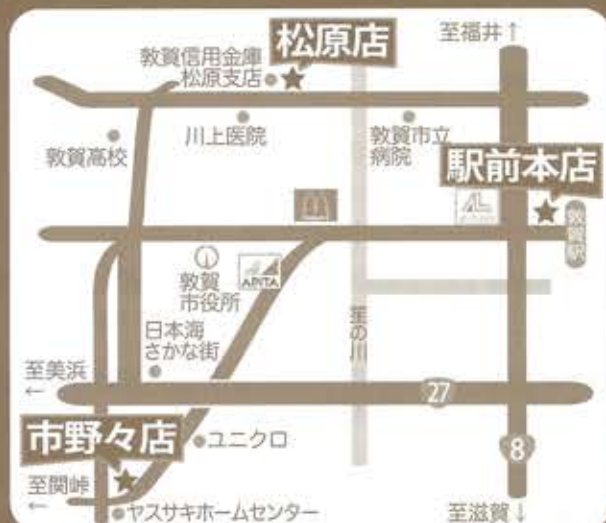 松原店
至福井↑
敦賀信用金庫
松原支店
敦賀高校
川上医院
敦賀市立
病院
駅前本店
敦賀駅
敦賀
市役所
APITA
笙の川
日本海
さかな街
至美浜
←
27
市野々店
ユニクロ
8
至関峠
←
ヤスサキホームセンター
至滋賀↓